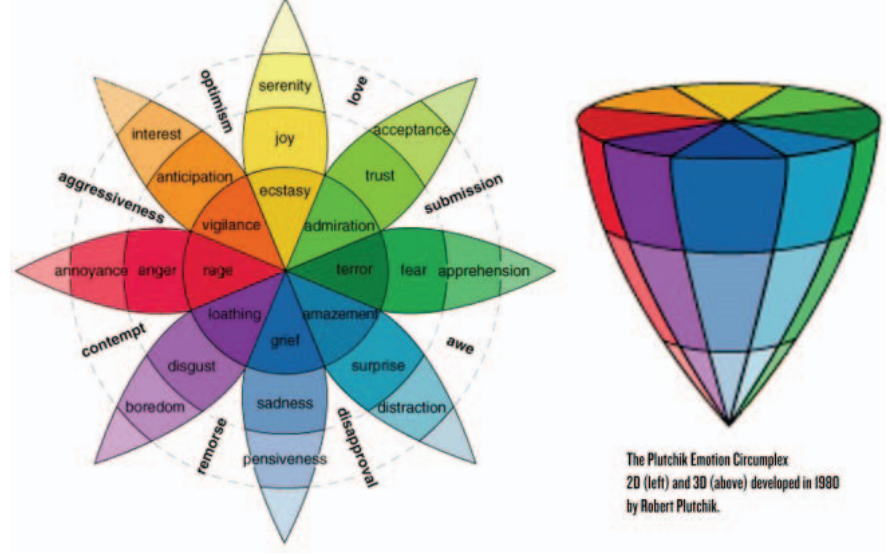 optimism
serenity
love
interest
joy
acceptance
anticipation
trust
aggressiveness
ecstasy
submission
vigilance
admiration
annoyance
anger
rage
terror
fear
apprehension
loathing
amazement
contempt
grief
awe
disgust
surprise
boredom
sadness
distraction
remorse
disapproval
pensiveness
The Plutchik Emotion Circumplex
2D (left) and 3D (above) developed in 1980
by Robert Plutchik.